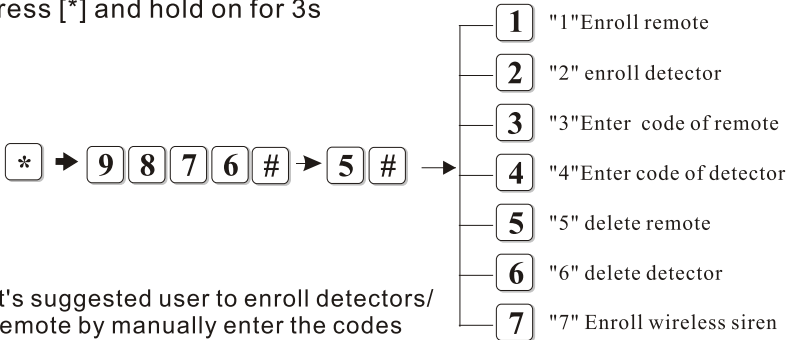 ress [*] and hold on for 3s
1 "1"Enroll remote
2 "2" enroll detector
3 "3"Enter code of remote
* 9 8 7 6 # 5 #
4 "4"Enter code of detector
5 "5" delete remote
6 "6" delete detector
t's suggested user to enroll detectors/
emote by manually enter the codes
7 "7" Enroll wireless siren